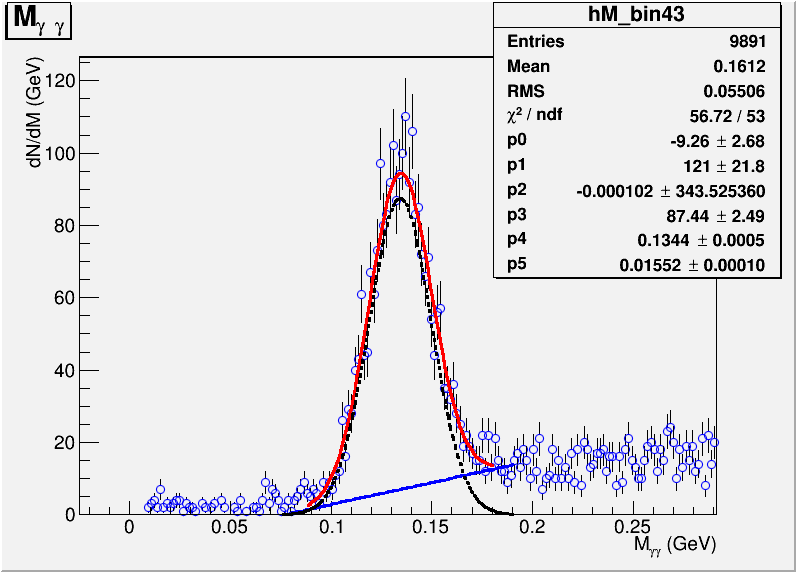 M_γ γ
hM_bin43
Entries 9891
Mean 0.1612
RMS 0.05506
χ² / ndf 56.72 / 53
p0 -9.26 ± 2.68
p1 121 ± 21.8
p2 -0.000102 ± 343.525360
p3 87.44 ± 2.49
p4 0.1344 ± 0.0005
p5 0.01552 ± 0.00010
dN/dM (GeV)
120
100
80
60
40
20
0
0 0.05 0.1 0.15 0.2 0.25
M_γγ (GeV)